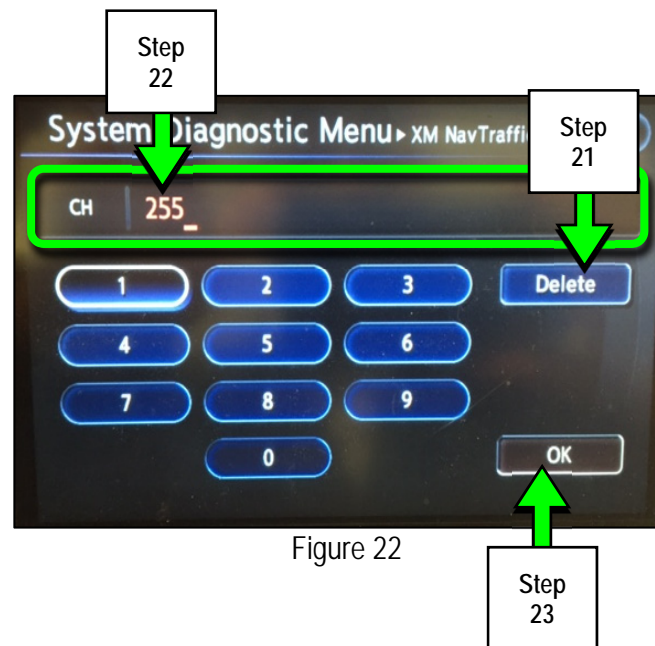 Step
22
System Diagnostic Menu▸ XM NavTraffi
Step
21
CH 255_
1 2 3 Delete
4 5 6
7 8 9
0 OK
Figure 22
Step
23